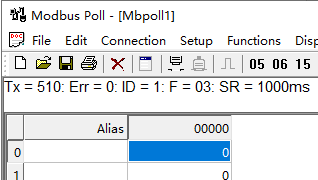 Modbus Poll - [Mbpoll1]
File Edit Connection Setup Functions
05 06 15
Tx = 510: Err = 0: ID = 1: F = 03: SR = 1000ms
Alias 00000
0 0
1 0